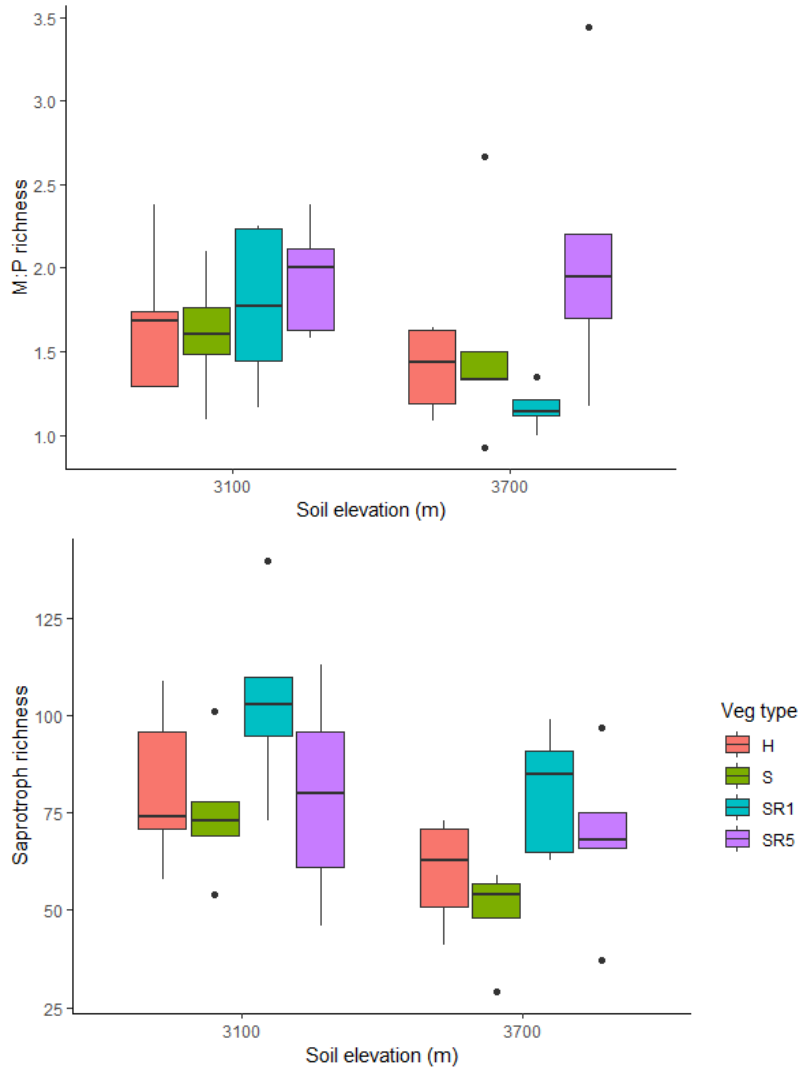 M:P richness
3.5
3.0
2.5
2.0
1.5
1.0
3100 3700
Soil elevation (m)
Saprotroph richness
125
100
75
50
25
3100 3700
Soil elevation (m)
Veg type
H
S
SR1
SR5